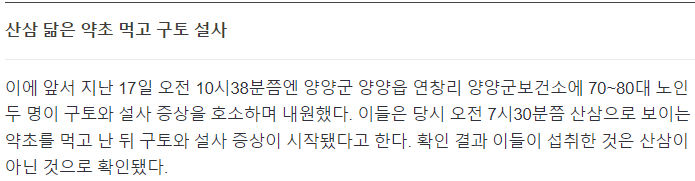 산삼 닮은 약초 먹고 구토 설사
이에 앞서 지난 17일 오전 10시38분쯤엔 양양군 양양읍 연창리 양양군보건소에 70~80대 노인
두 명이 구토와 설사 증상을 호소하며 내원했다. 이들은 당시 오전 7시30분쯤 산삼으로 보이는
약초를 먹고 난 뒤 구토와 설사 증상이 시작됐다고 한다. 확인 결과 이들이 섭취한 것은 산삼이
아닌 것으로 확인됐다.